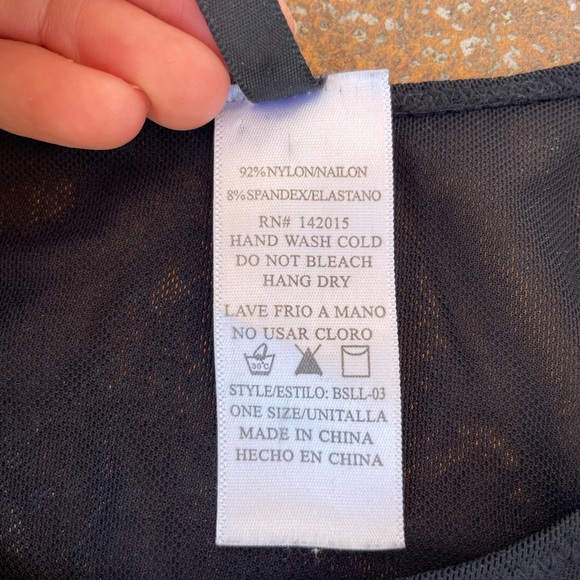 92%NYLON/NAILON
8%SPANDEX/ELASTANO
RN# 142015
HAND WASH COLD
DO NOT BLEACH
HANG DRY
LAVE FRIO A MANO
NO USAR CLORO
30°C
STYLE/ESTILO: BSLL-03
ONE SIZE/UNITALLA
MADE IN CHINA
HECHO EN CHINA